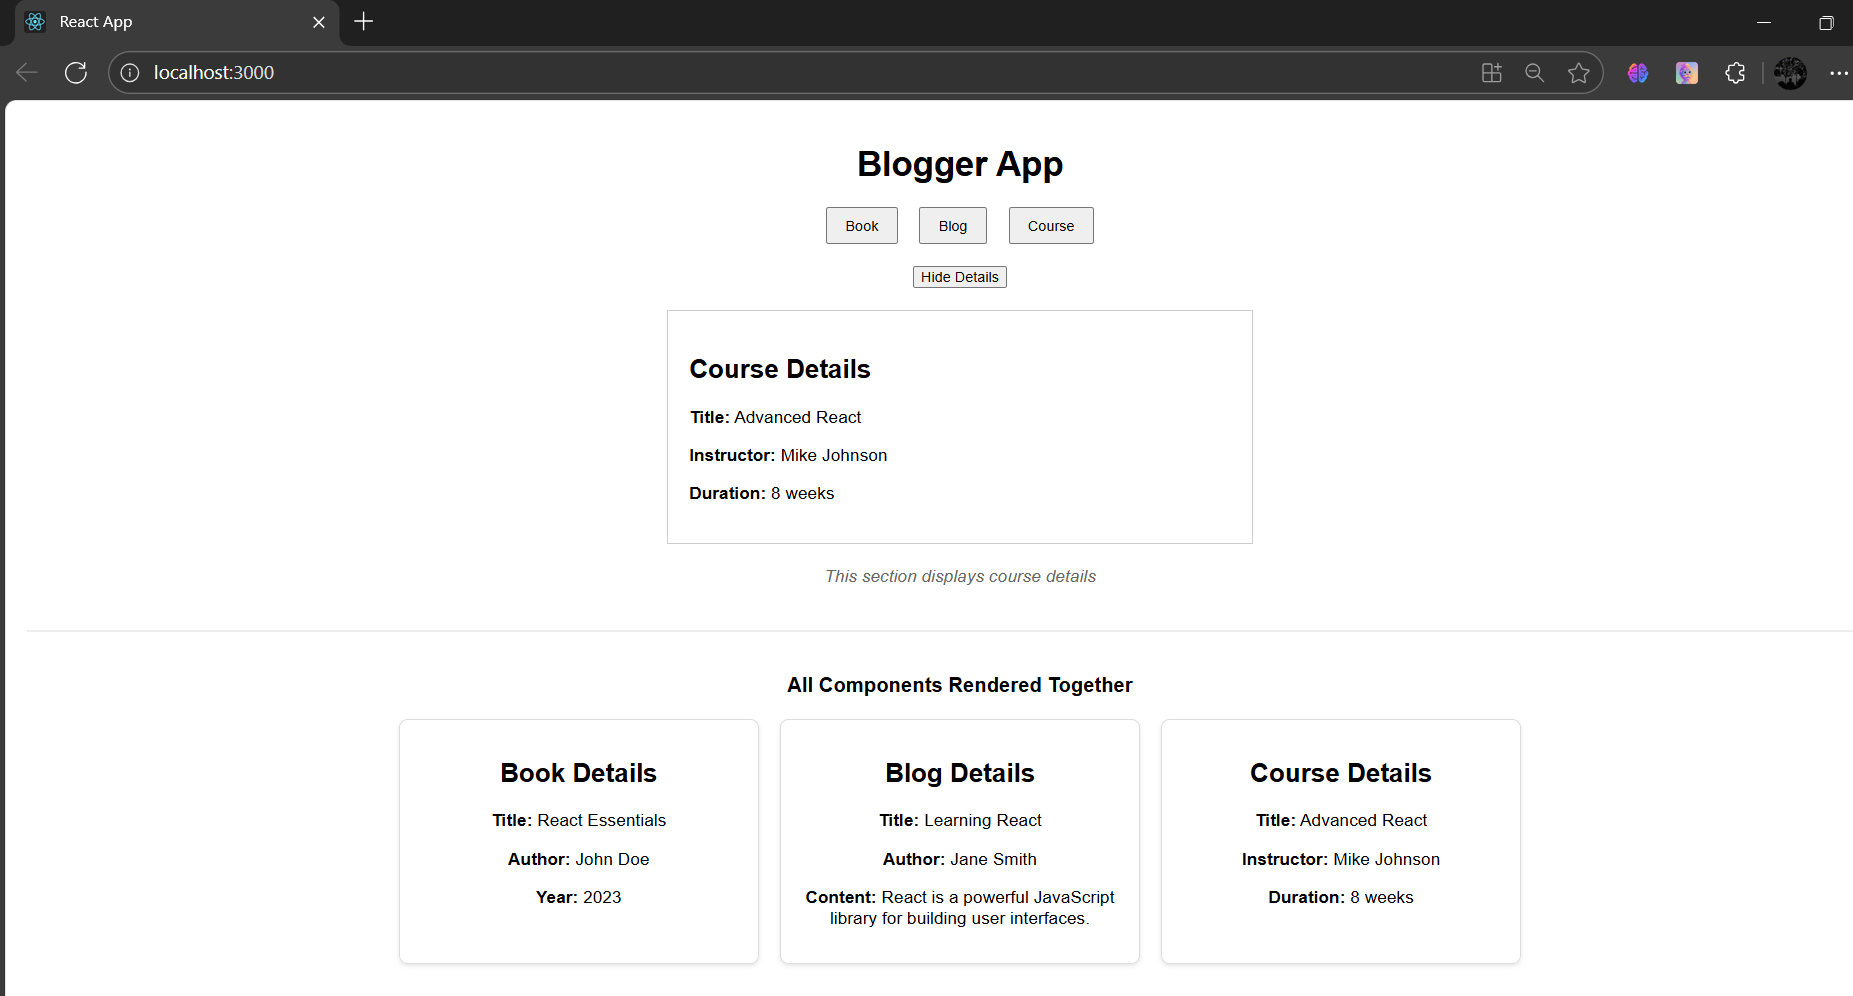 React App
localhost:3000
Blogger App
Book
Blog
Course
Hide Details
Course Details
Title: Advanced React
Instructor: Mike Johnson
Duration: 8 weeks
This section displays course details
All Components Rendered Together
Book Details
Title: React Essentials
Author: John Doe
Year: 2023
Blog Details
Title: Learning React
Author: Jane Smith
Content: React is a powerful JavaScript
library for building user interfaces.
Course Details
Title: Advanced React
Instructor: Mike Johnson
Duration: 8 weeks